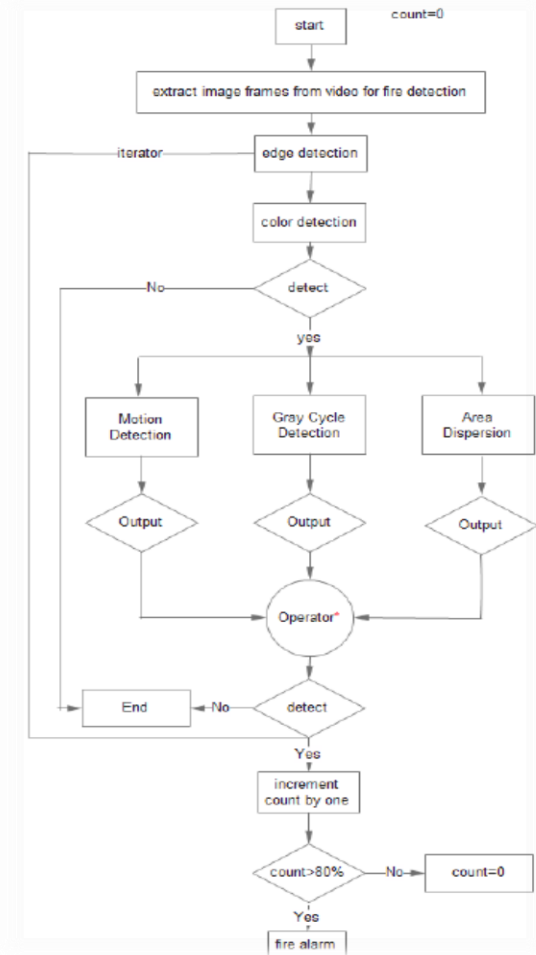 count=0
start
extract image frames from video for fire detection
iterator
edge detection
color detection
No
detect
yes
Motion
Detection
Gray Cycle
Detection
Area
Dispersion
Output
Output
Output
Operator*
End
No
detect
Yes
increment
count by one
count>80%
No
count=0
Yes
fire alarm